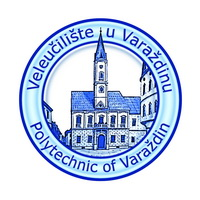 Veleučilište u Varaždinu
Polytechnic of Varaždin